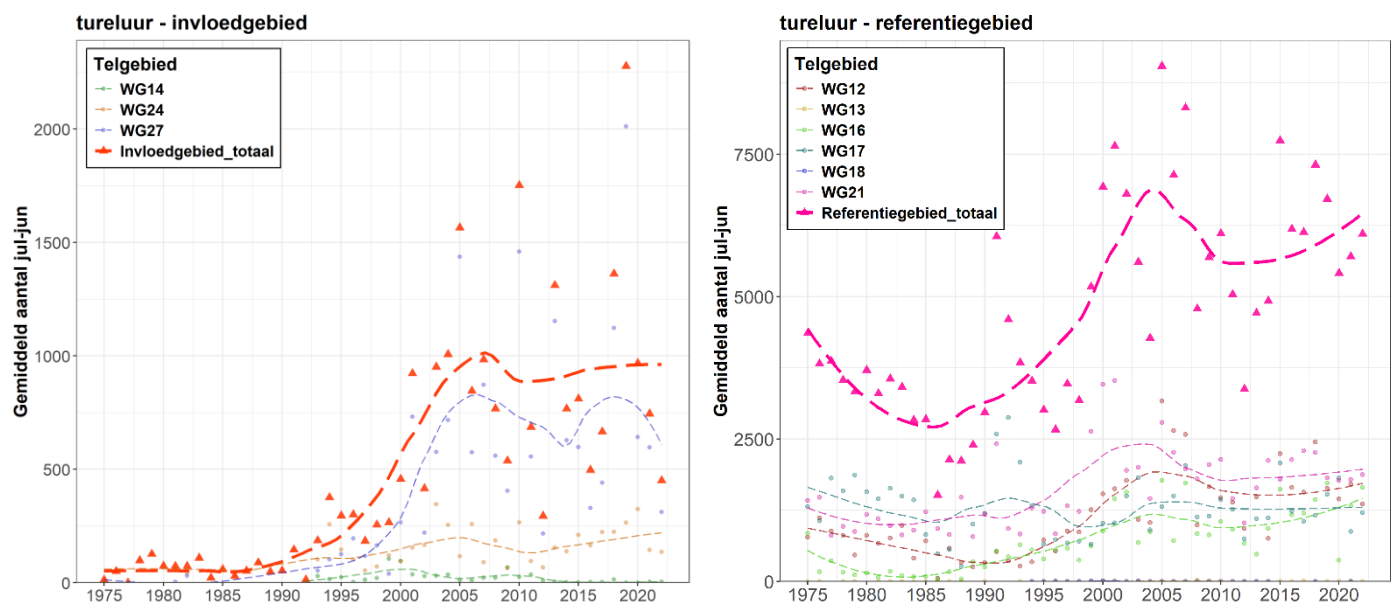 tureluur - invloedgebied
Gemiddeld aantal jul-jun
2000
1500
1000
500
0
Telgebied
WG14
WG24
WG27
Invloedgebied_totaal
1975 1980 1985 1990 1995 2000 2005 2010 2015 2020
tureluur - referentiegebied
Gemiddeld aantal jul-jun
7500
5000
2500
0
Telgebied
WG12
WG13
WG16
WG17
WG18
WG21
Referentiegebied_totaal
1975 1980 1985 1990 1995 2000 2005 2010 2015 2020